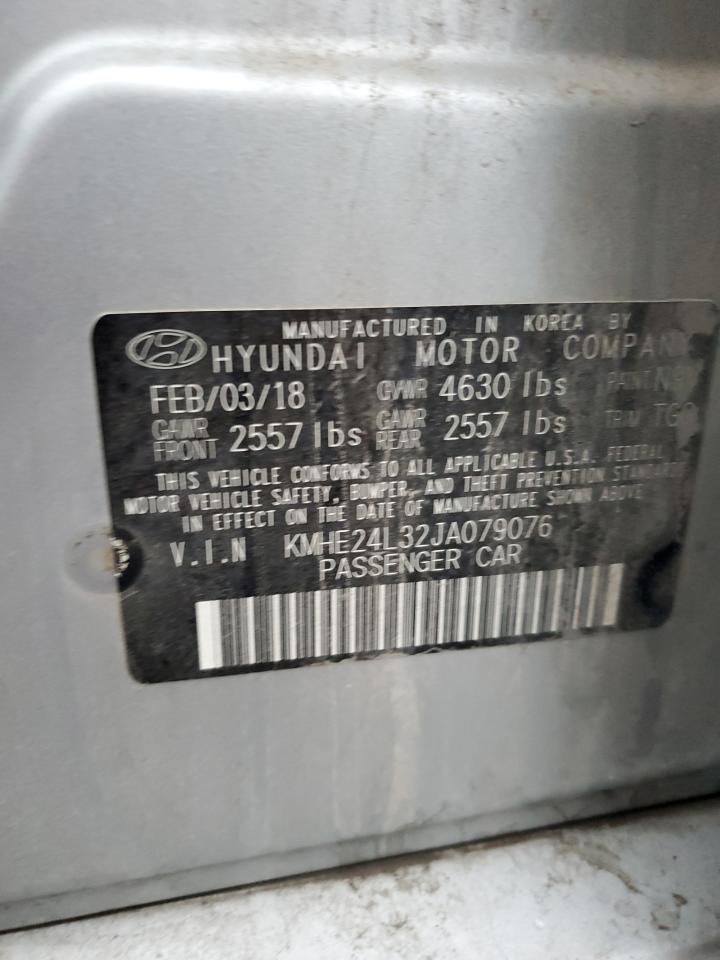 MANUFACTURED IN KOREA BY
HYUNDAI MOTOR COMPANY
FEB/03/18 GVWR 4630 lbs PAINT
GAWR FRONT 2557 lbs GAWR REAR 2557 lbs TRIM
THIS VEHICLE CONFORMS TO ALL APPLICABLE U.S.A. FEDERAL
MOTOR VEHICLE SAFETY, BUMPER, AND THEFT PREVENTION STANDARDS
IN EFFECT ON THE DATE OF MANUFACTURE SHOWN ABOVE
V.I.N KMHE24L32JA079076
PASSENGER CAR